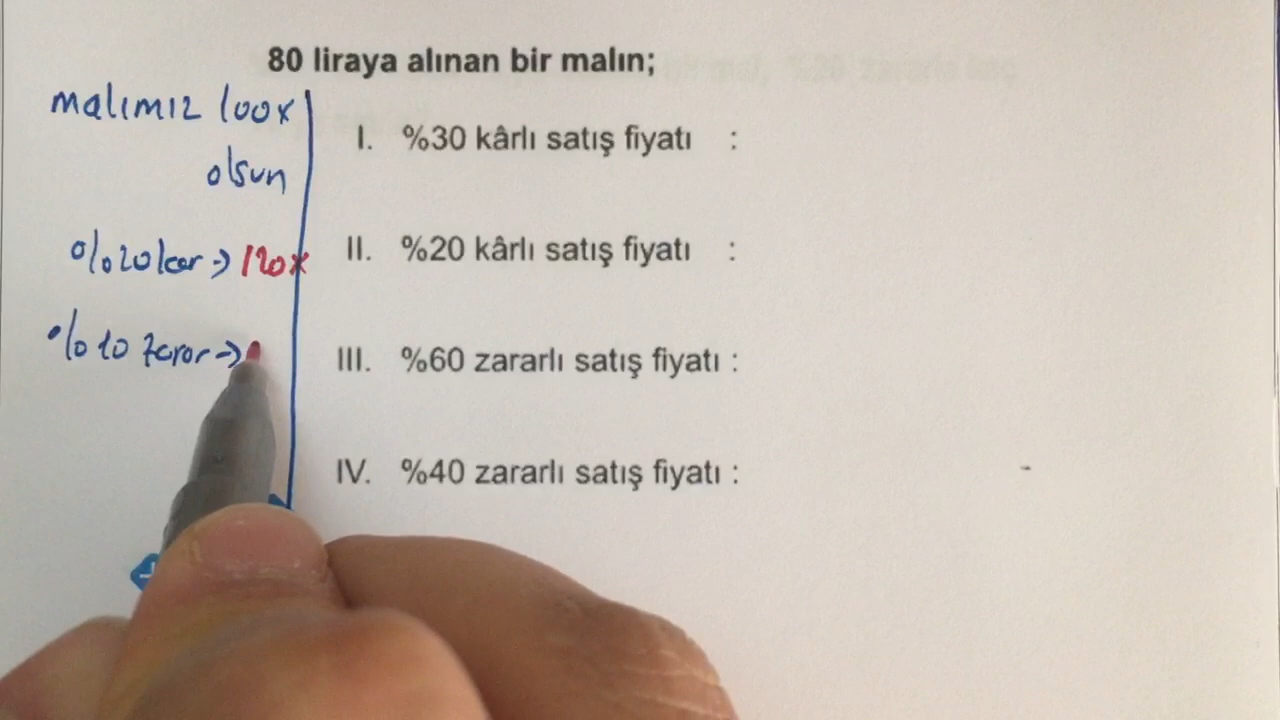 80 liraya alınan bir malın;
malımız 100x
olsun
%20 kar → 120x
%10 zarar →
I. %30 kârlı satış fiyatı :
II. %20 kârlı satış fiyatı :
III. %60 zararlı satış fiyatı :
IV. %40 zararlı satış fiyatı :